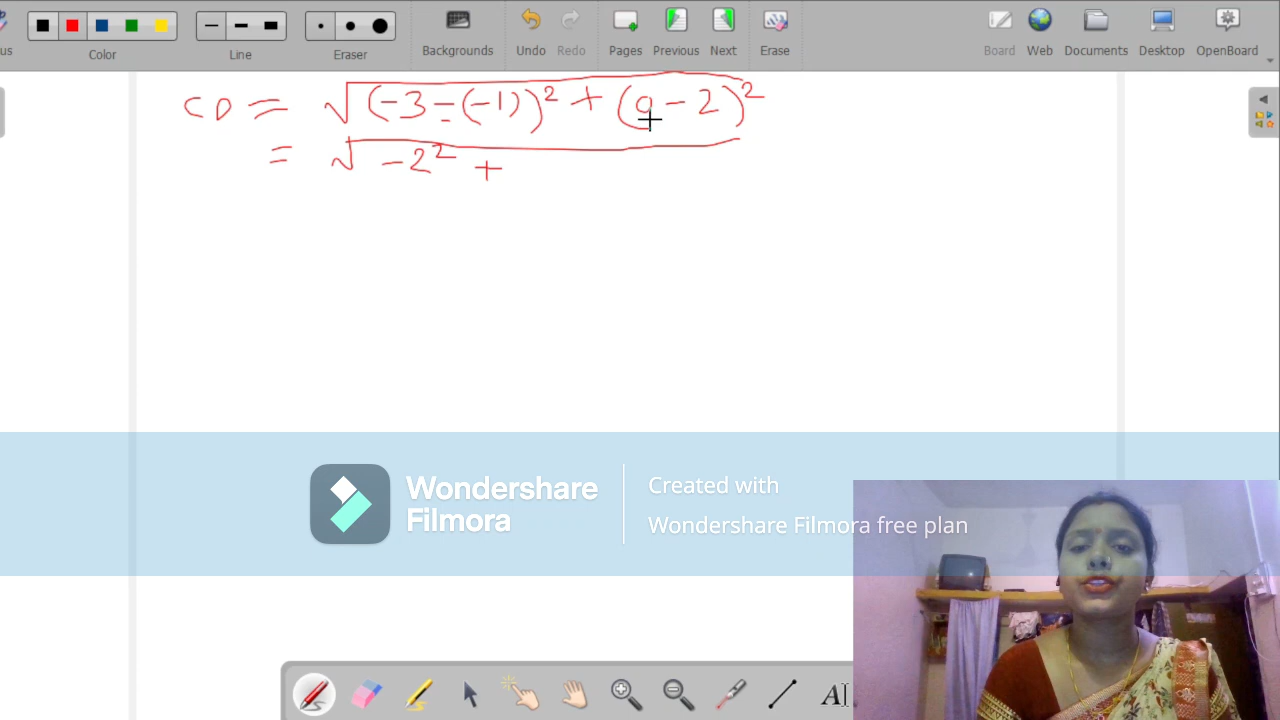 us Color Line Eraser Backgrounds Undo Redo Pages Previous Next Erase Board Web Documents Desktop OpenBoard
CD = √(-3-(-1))² + (0-2)²
= √-2² +
Wondershare Filmora
Created with
Wondershare Filmora free plan
A